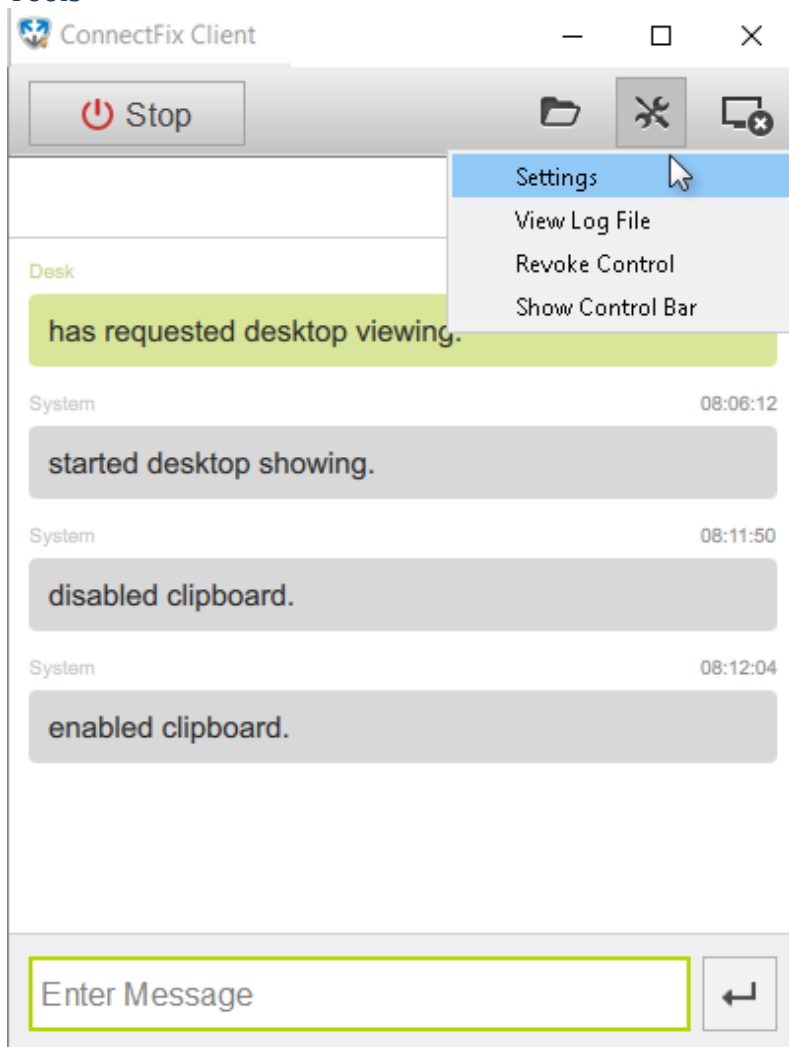 Tools
ConnectFix Client
Stop
Settings
View Log File
Revoke Control
Show Control Bar
Desk
has requested desktop viewing.
System 08:06:12
started desktop showing.
System 08:11:50
disabled clipboard.
System 08:12:04
enabled clipboard.
Enter Message